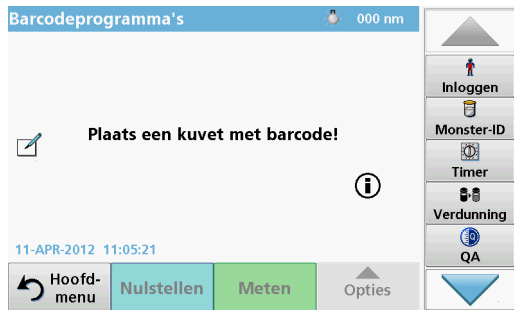 Barcodeprogramma's
000 nm
Plaats een kuvet met barcode!
11-APR-2012 11:05:21
Hoofd-
menu
Nulstellen
Meten
Opties
Inloggen
Monster-ID
Timer
Verdunning
QA